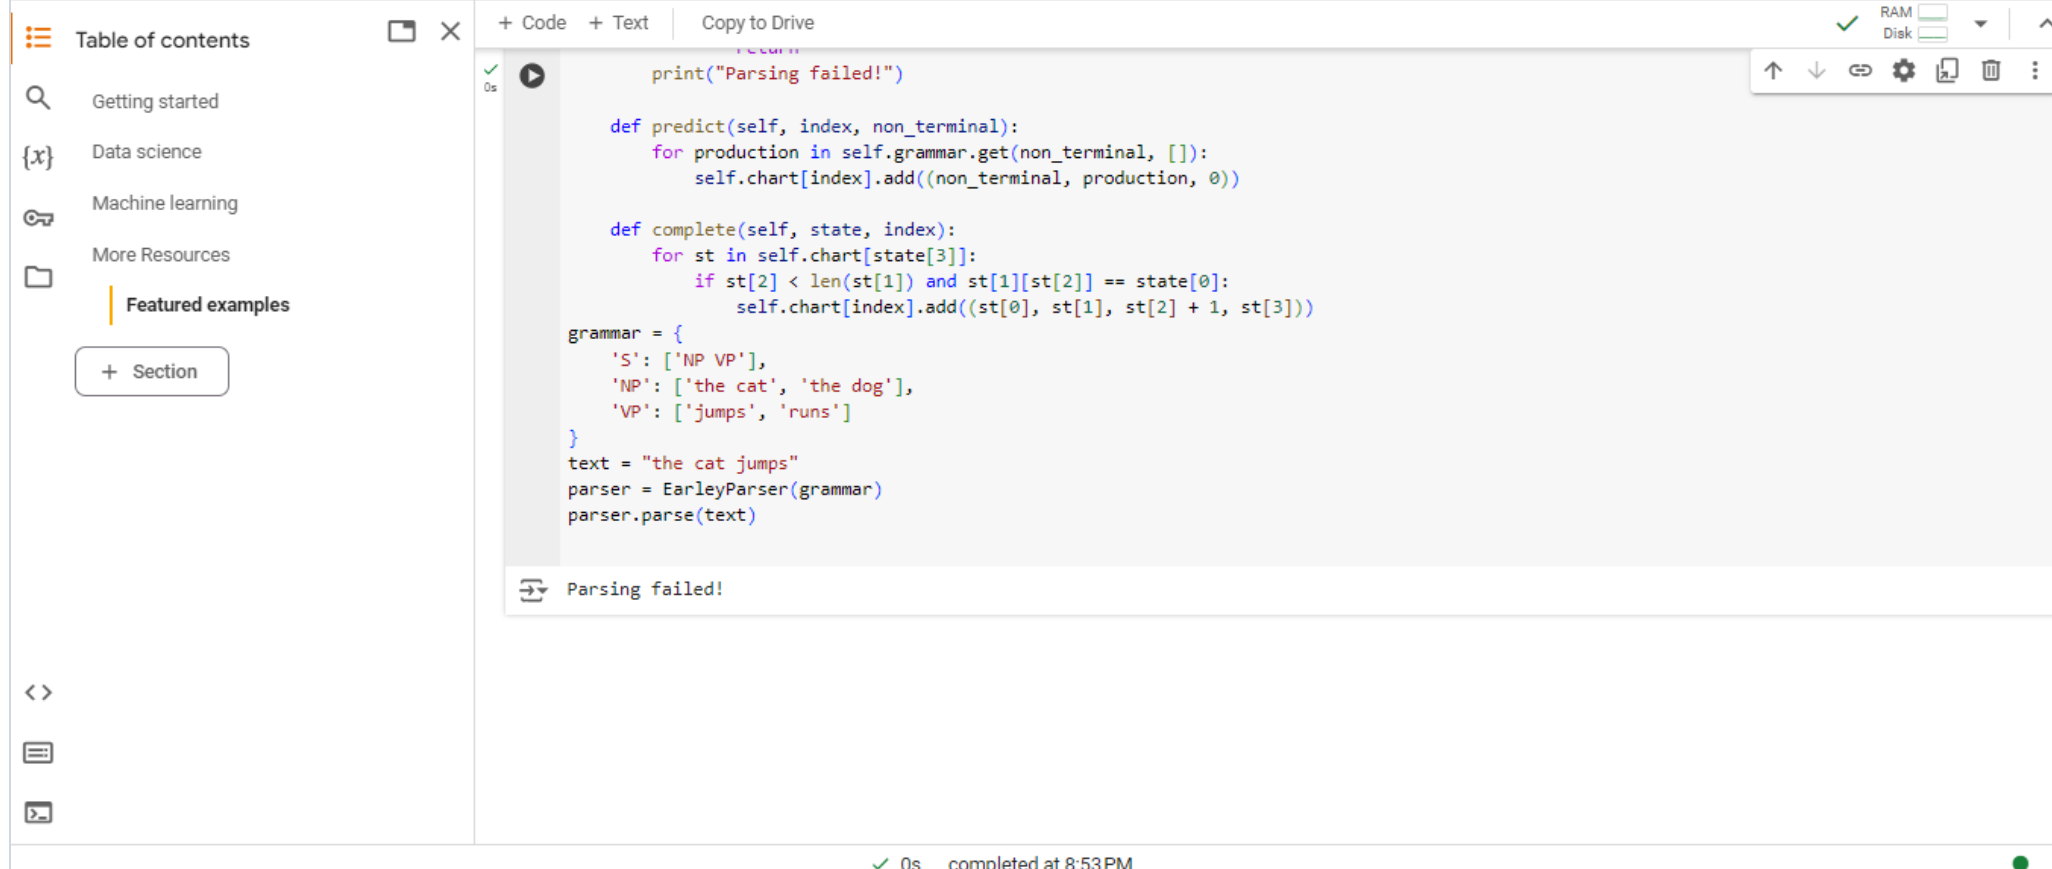 Table of contents
Getting started
Data science
Machine learning
More Resources
Featured examples
+ Section
{x}
+ Code + Text Copy to Drive
RAM
Disk
0s
return
        print("Parsing failed!")

    def predict(self, index, non_terminal):
        for production in self.grammar.get(non_terminal, []):
            self.chart[index].add((non_terminal, production, 0))

    def complete(self, state, index):
        for st in self.chart[state[3]]:
            if st[2] < len(st[1]) and st[1][st[2]] == state[0]:
                self.chart[index].add((st[0], st[1], st[2] + 1, st[3]))
grammar = {
    'S': ['NP VP'],
    'NP': ['the cat', 'the dog'],
    'VP': ['jumps', 'runs']
}
text = "the cat jumps"
parser = EarleyParser(grammar)
parser.parse(text)
Parsing failed!
0s completed at 8:53 PM